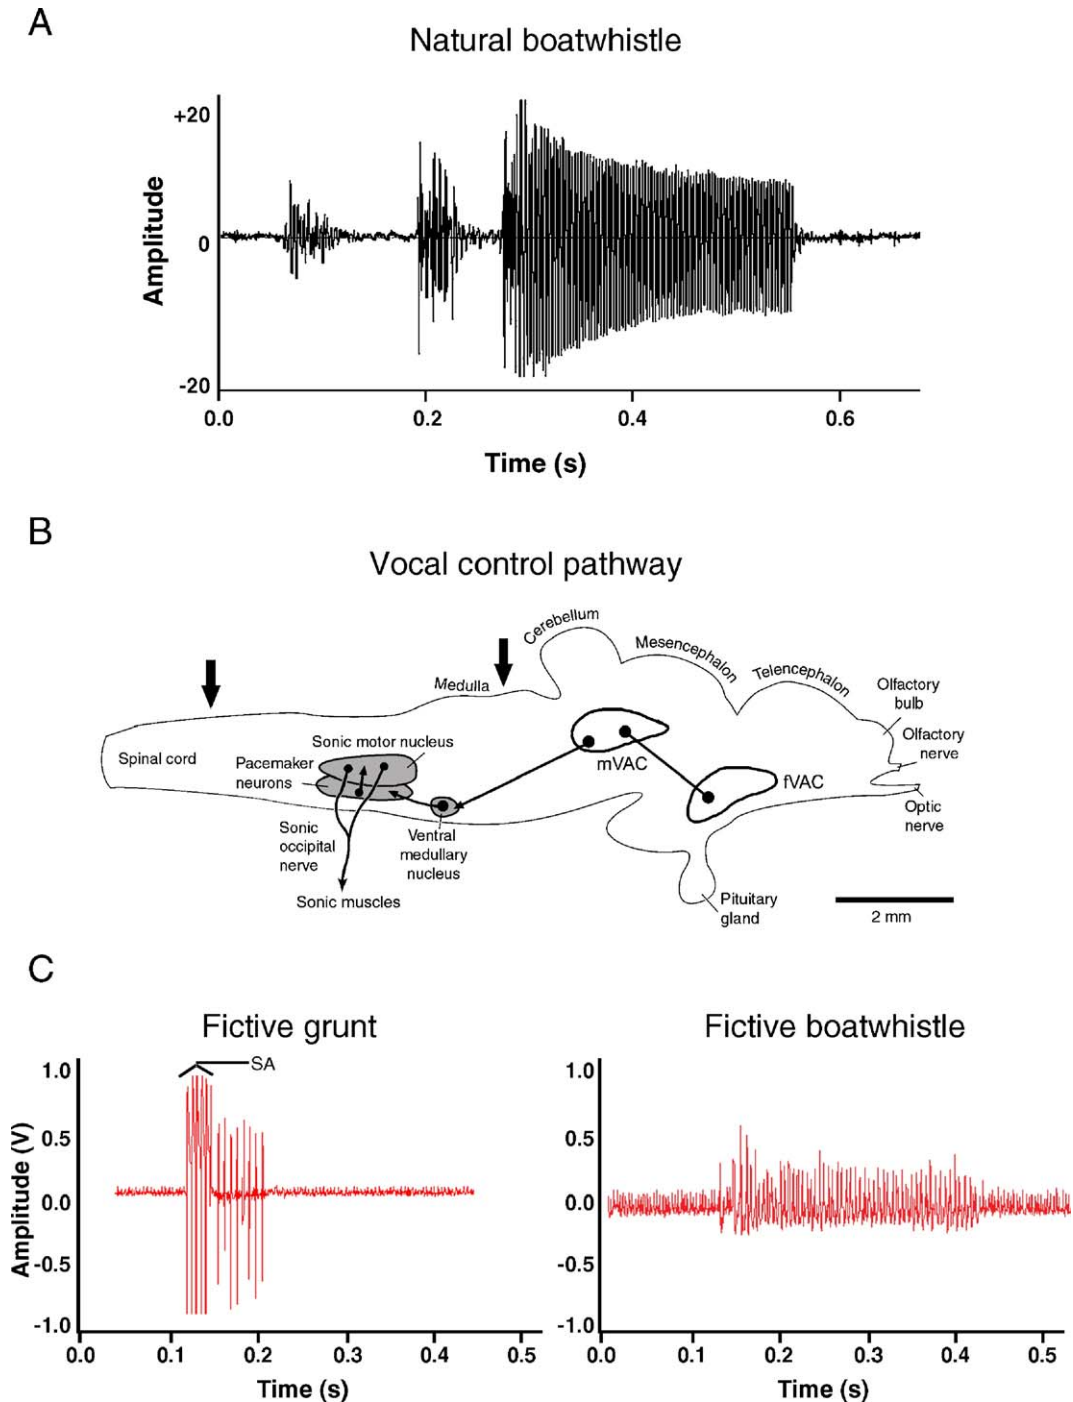 A
Natural boatwhistle
Amplitude
+20
0
-20
0.0 0.2 0.4 0.6
Time (s)
B
Vocal control pathway
Cerebellum
Mesencephalon
Telencephalon
Medulla
Olfactory
bulb
Olfactory
nerve
Optic
nerve
Spinal cord
Sonic motor nucleus
Pacemaker
neurons
mVAC
fVAC
Sonic
occipital
nerve
Ventral
medullary
nucleus
Sonic muscles
Pituitary
gland
2 mm
C
Fictive grunt
SA
Amplitude (V)
1.0
0.5
0.0
-0.5
-1.0
0.0 0.1 0.2 0.3 0.4 0.5
Time (s)
Fictive boatwhistle
1.0
0.5
0.0
-0.5
-1.0
0.0 0.1 0.2 0.3 0.4 0.5
Time (s)